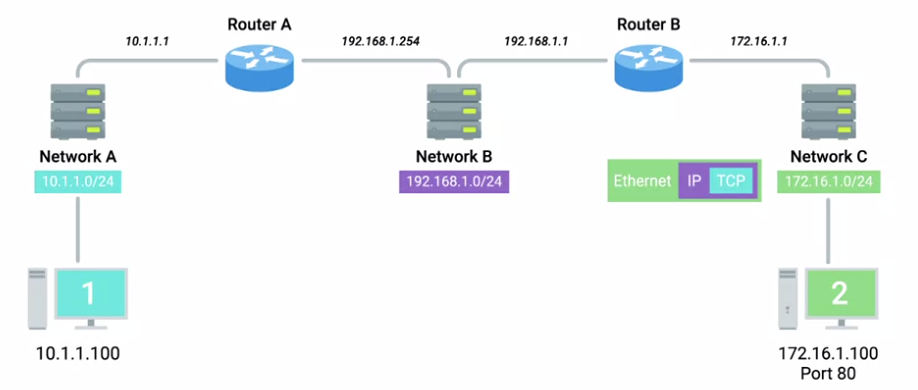 Router A
Router B
10.1.1.1
192.168.1.254
192.168.1.1
172.16.1.1
Network A
Network B
Network C
10.1.1.0/24
192.168.1.0/24
Ethernet IP TCP
172.16.1.0/24
1
2
10.1.1.100
172.16.1.100
Port 80